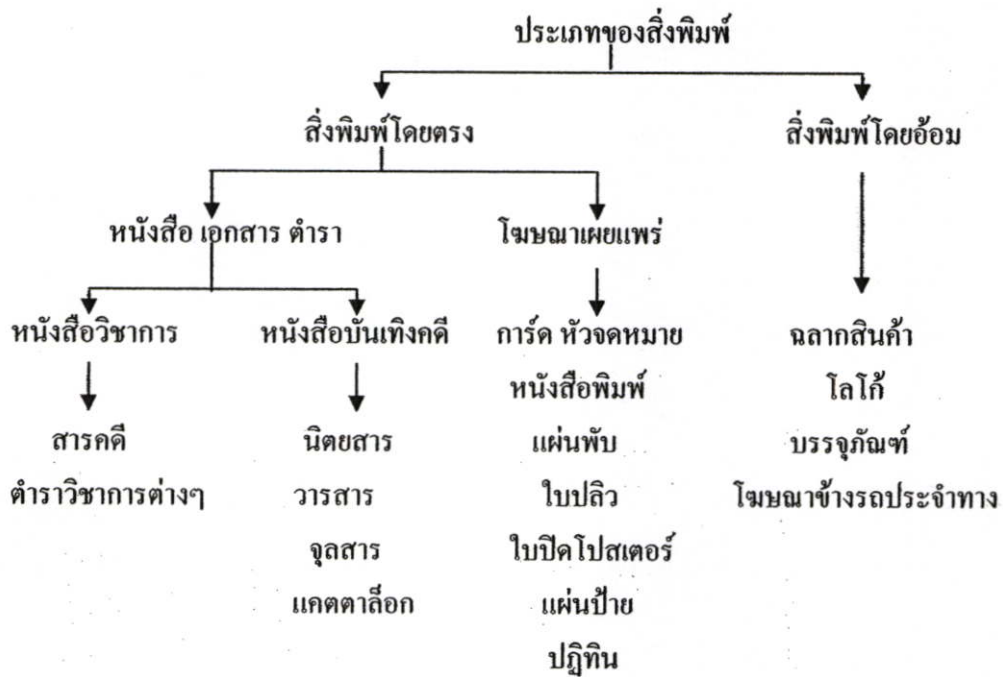 ประเภทของสิ่งพิมพ์
สิ่งพิมพ์โดยตรง
สิ่งพิมพ์โดยอ้อม
หนังสือ เอกสาร ตำรา
โฆษณาเผยแพร่
หนังสือวิชาการ
หนังสือบันเทิงคดี
การ์ด หัวจดหมาย
ฉลากสินค้า
หนังสือพิมพ์
โลโก้
สารคดี
นิตยสาร
แผ่นพับ
บรรจุภัณฑ์
ตำราวิชาการต่างๆ
วารสาร
ใบปลิว
โฆษณาข้างรถประจำทาง
จุลสาร
ใบปิดโปสเตอร์
แคตตาล็อก
แผ่นป้าย
ปฏิทิน